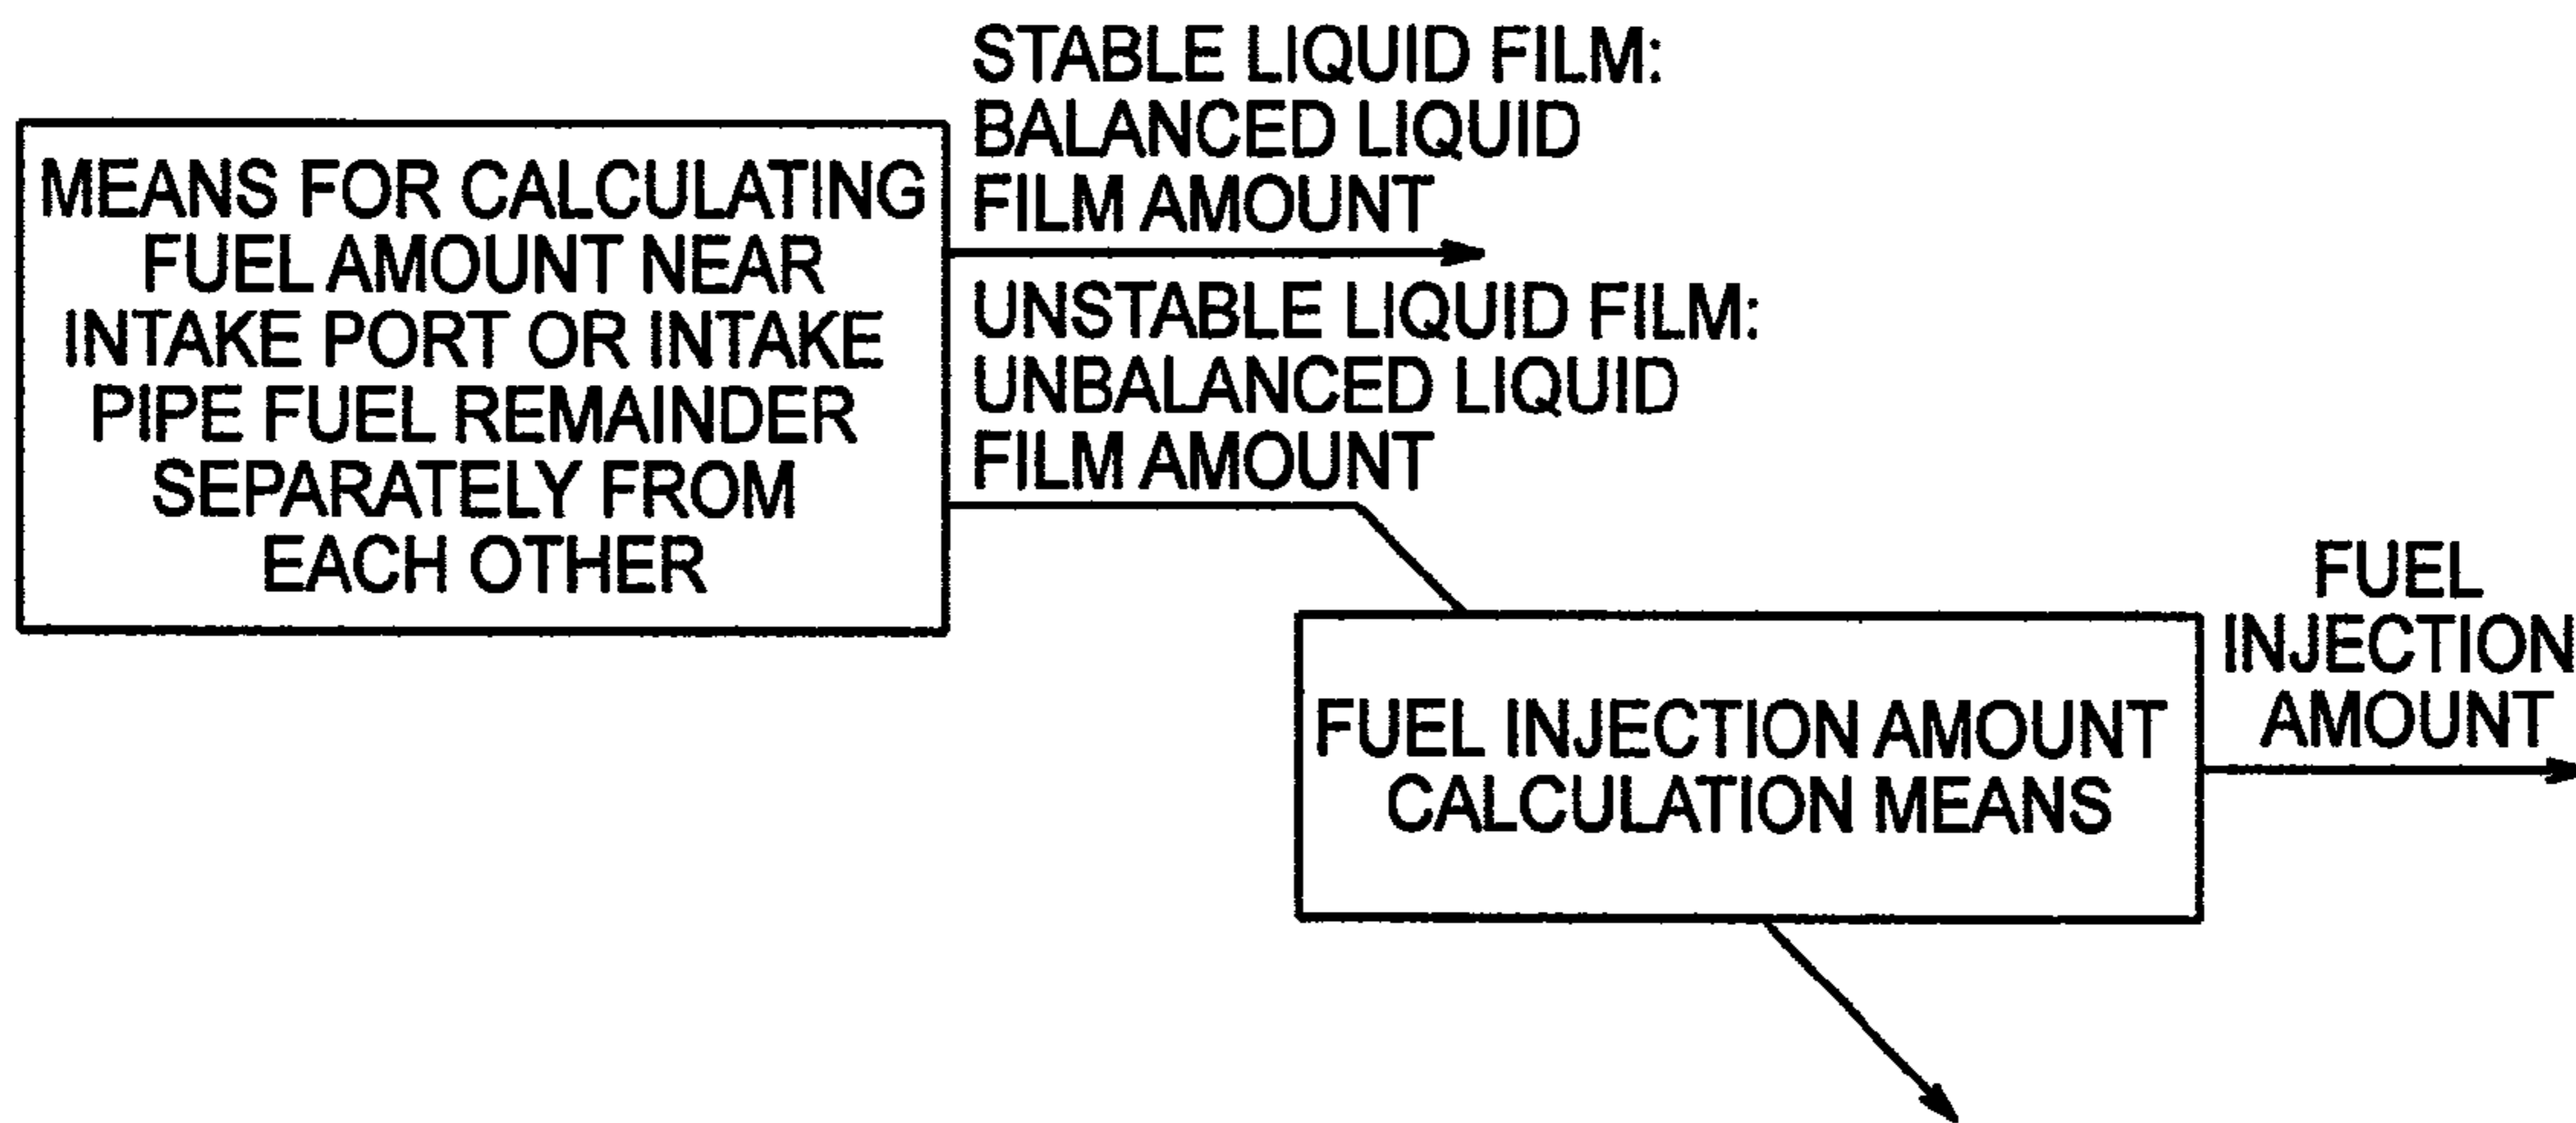 MEANS FOR CALCULATING
FUEL AMOUNT NEAR
INTAKE PORT OR INTAKE
PIPE FUEL REMAINDER
SEPARATELY FROM
EACH OTHER
STABLE LIQUID FILM:
BALANCED LIQUID
FILM AMOUNT
UNSTABLE LIQUID FILM:
UNBALANCED LIQUID
FILM AMOUNT
FUEL INJECTION AMOUNT
CALCULATION MEANS
FUEL
INJECTION
AMOUNT